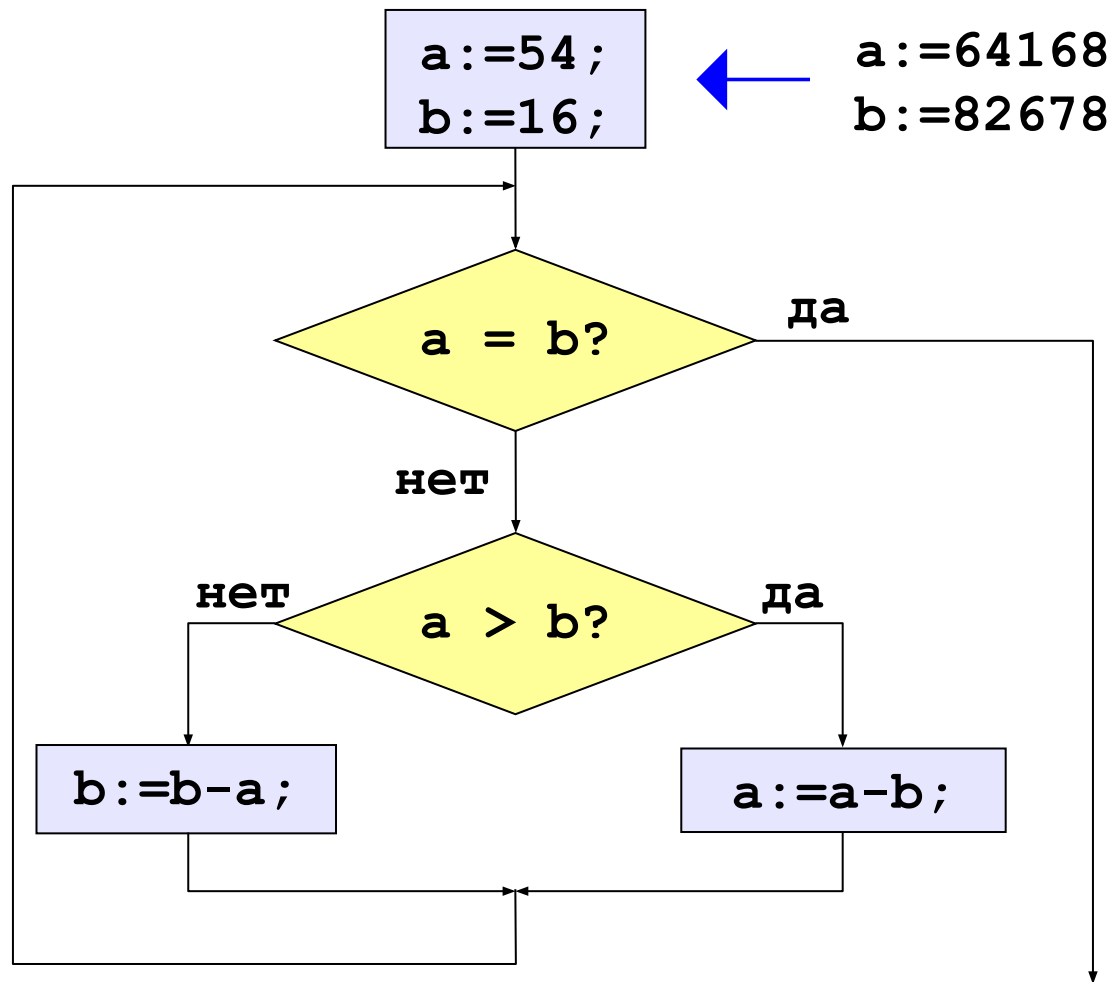 a:=54;
b:=16;
a:=64168
b:=82678
a = b?
да
нет
a > b?
нет
да
b:=b-a;
a:=a-b;